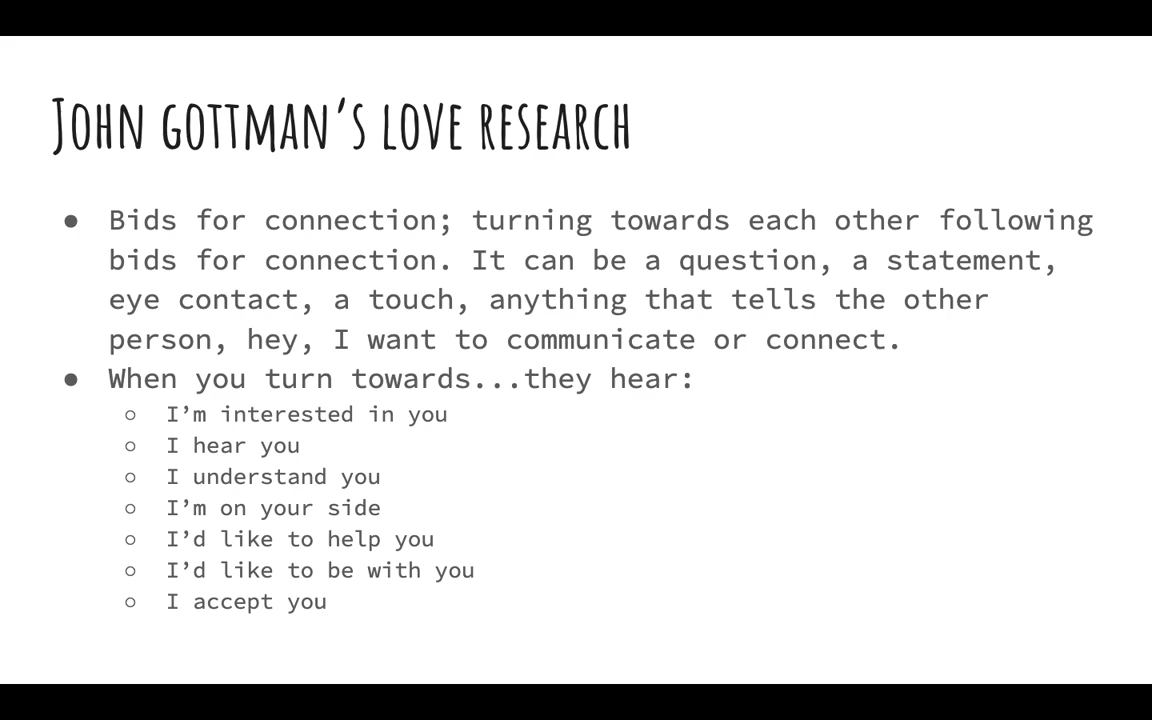 John gottman's love research
● Bids for connection; turning towards each other following
bids for connection. It can be a question, a statement,
eye contact, a touch, anything that tells the other
person, hey, I want to communicate or connect.
● When you turn towards...they hear:
○ I’m interested in you
○ I hear you
○ I understand you
○ I’m on your side
○ I’d like to help you
○ I’d like to be with you
○ I accept you